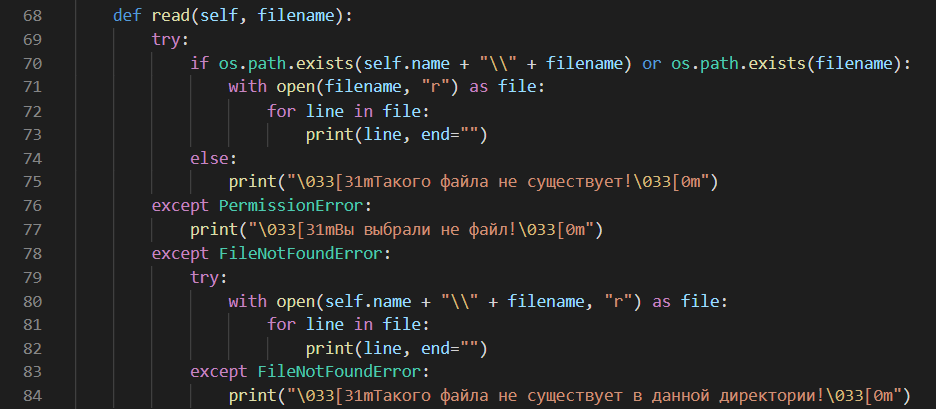 68 def read(self, filename):
69 try:
70 if os.path.exists(self.name + "\\" + filename) or os.path.exists(filename):
71 with open(filename, "r") as file:
72 for line in file:
73 print(line, end="")
74 else:
75 print("\033[31mТакого файла не существует!\033[0m")
76 except PermissionError:
77 print("\033[31mВы выбрали не файл!\033[0m")
78 except FileNotFoundError:
79 try:
80 with open(self.name + "\\" + filename, "r") as file:
81 for line in file:
82 print(line, end="")
83 except FileNotFoundError:
84 print("\033[31mТакого файла не существует в данной директории!\033[0m")